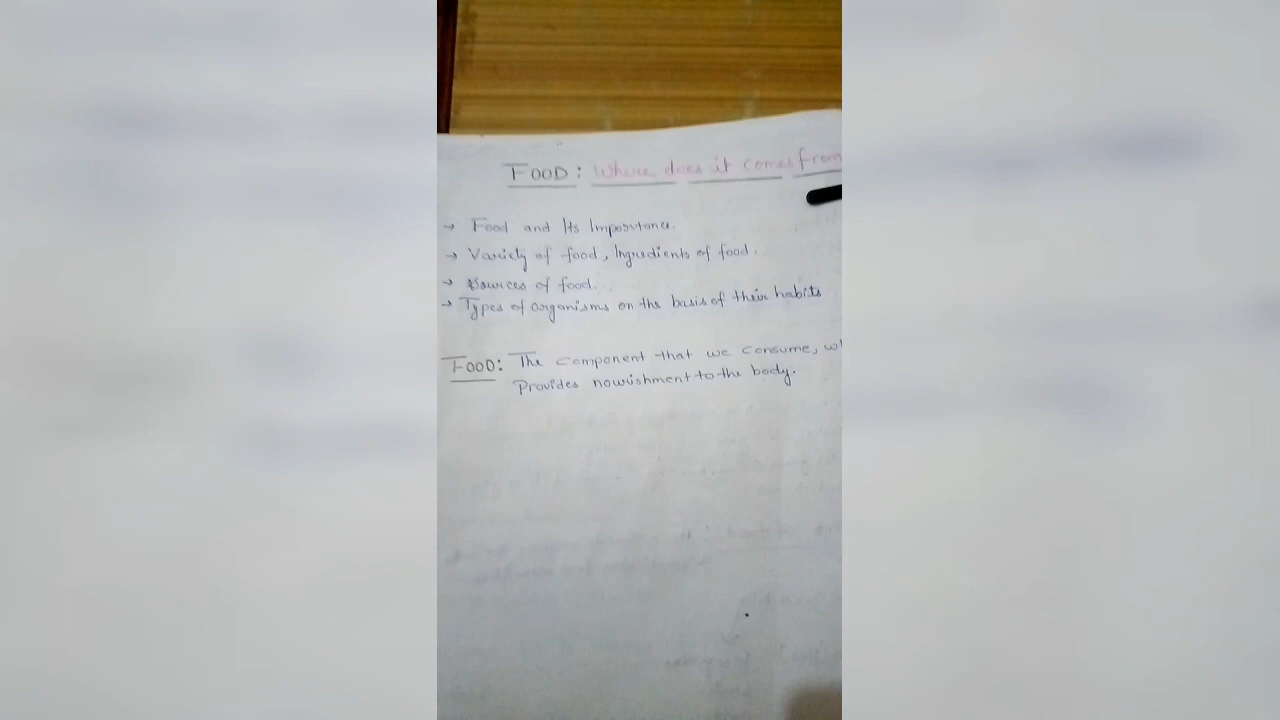 FOOD: Where does it comes from
→ Food and Its Importance.
→ Variety of food, Ingredients of food.
→ Sources of food.
→ Types of organisms on the basis of their habits
FOOD: The component that we consume,
Provides nourishment to the body.